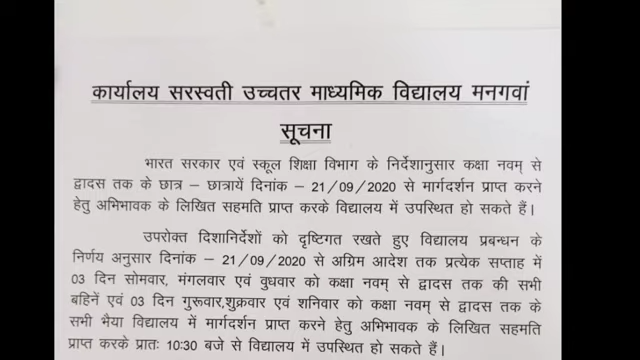 कार्यालय सरस्वती उच्चतर माध्यमिक विद्यालय मनगवां
सूचना
भारत सरकार एवं स्कूल शिक्षा विभाग के निर्देशानुसार कक्षा नवम् से
द्वादस तक के छात्र – छात्रायें दिनांक – 21/09/2020 से मार्गदर्शन प्राप्त करने
हेतु अभिभावक के लिखित सहमति प्राप्त करके विद्यालय में उपस्थित हो सकते हैं।
उपरोक्त दिशानिर्देशों को दृष्टिगत रखते हुए विद्यालय प्रबन्धन के
निर्णय अनुसार दिनांक – 21/09/2020 से अग्रिम आदेश तक प्रत्येक सप्ताह में
03 दिन सोमवार, मंगलवार एवं वुधवार को कक्षा नवम् से द्वादस तक की सभी
बहिनें एवं 03 दिन गुरूवार,शुक्रवार एवं शनिवार को कक्षा नवम् से द्वादस तक के
सभी भैया विद्यालय में मार्गदर्शन प्राप्त करने हेतु अभिभावक के लिखित सहमति
प्राप्त करके प्रातः 10:30 बजे से विद्यालय में उपस्थित हो सकते हैं।